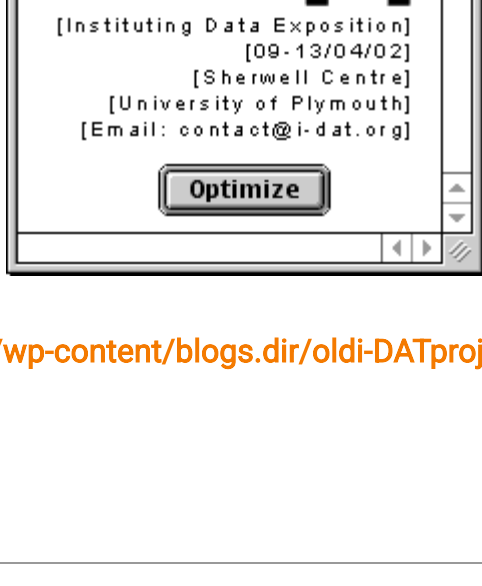 [Instituting Data Exposition]
[09-13/04/02]
[Sherwell Centre]
[University of Plymouth]
[Email: contact@i-dat.org]
Optimize
/wp-content/blogs.dir/oldi-DATproj